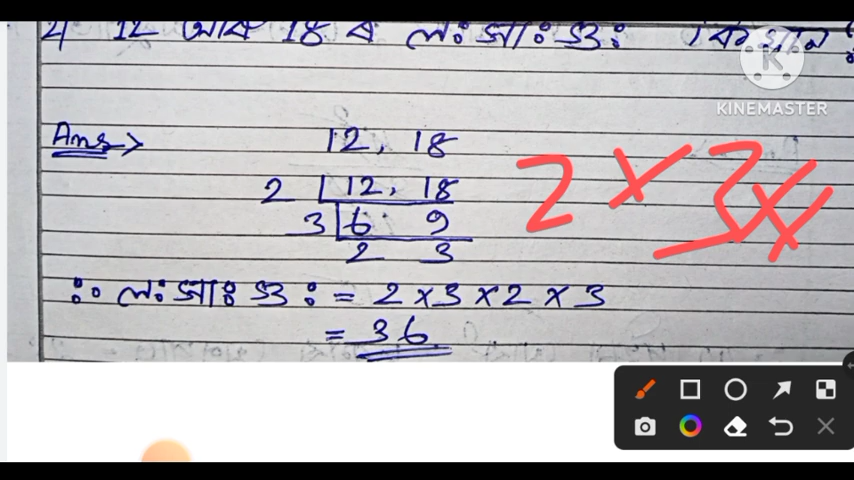 2| 12 আৰু 18 ৰ ল:সা:গু:
KINEMASTER
Ans>
12, 18
2 12, 18
3 6 9
2 3
2 × 3 ×
∴ ল:সা:গু: = 2 × 3 × 2 × 3
= 36